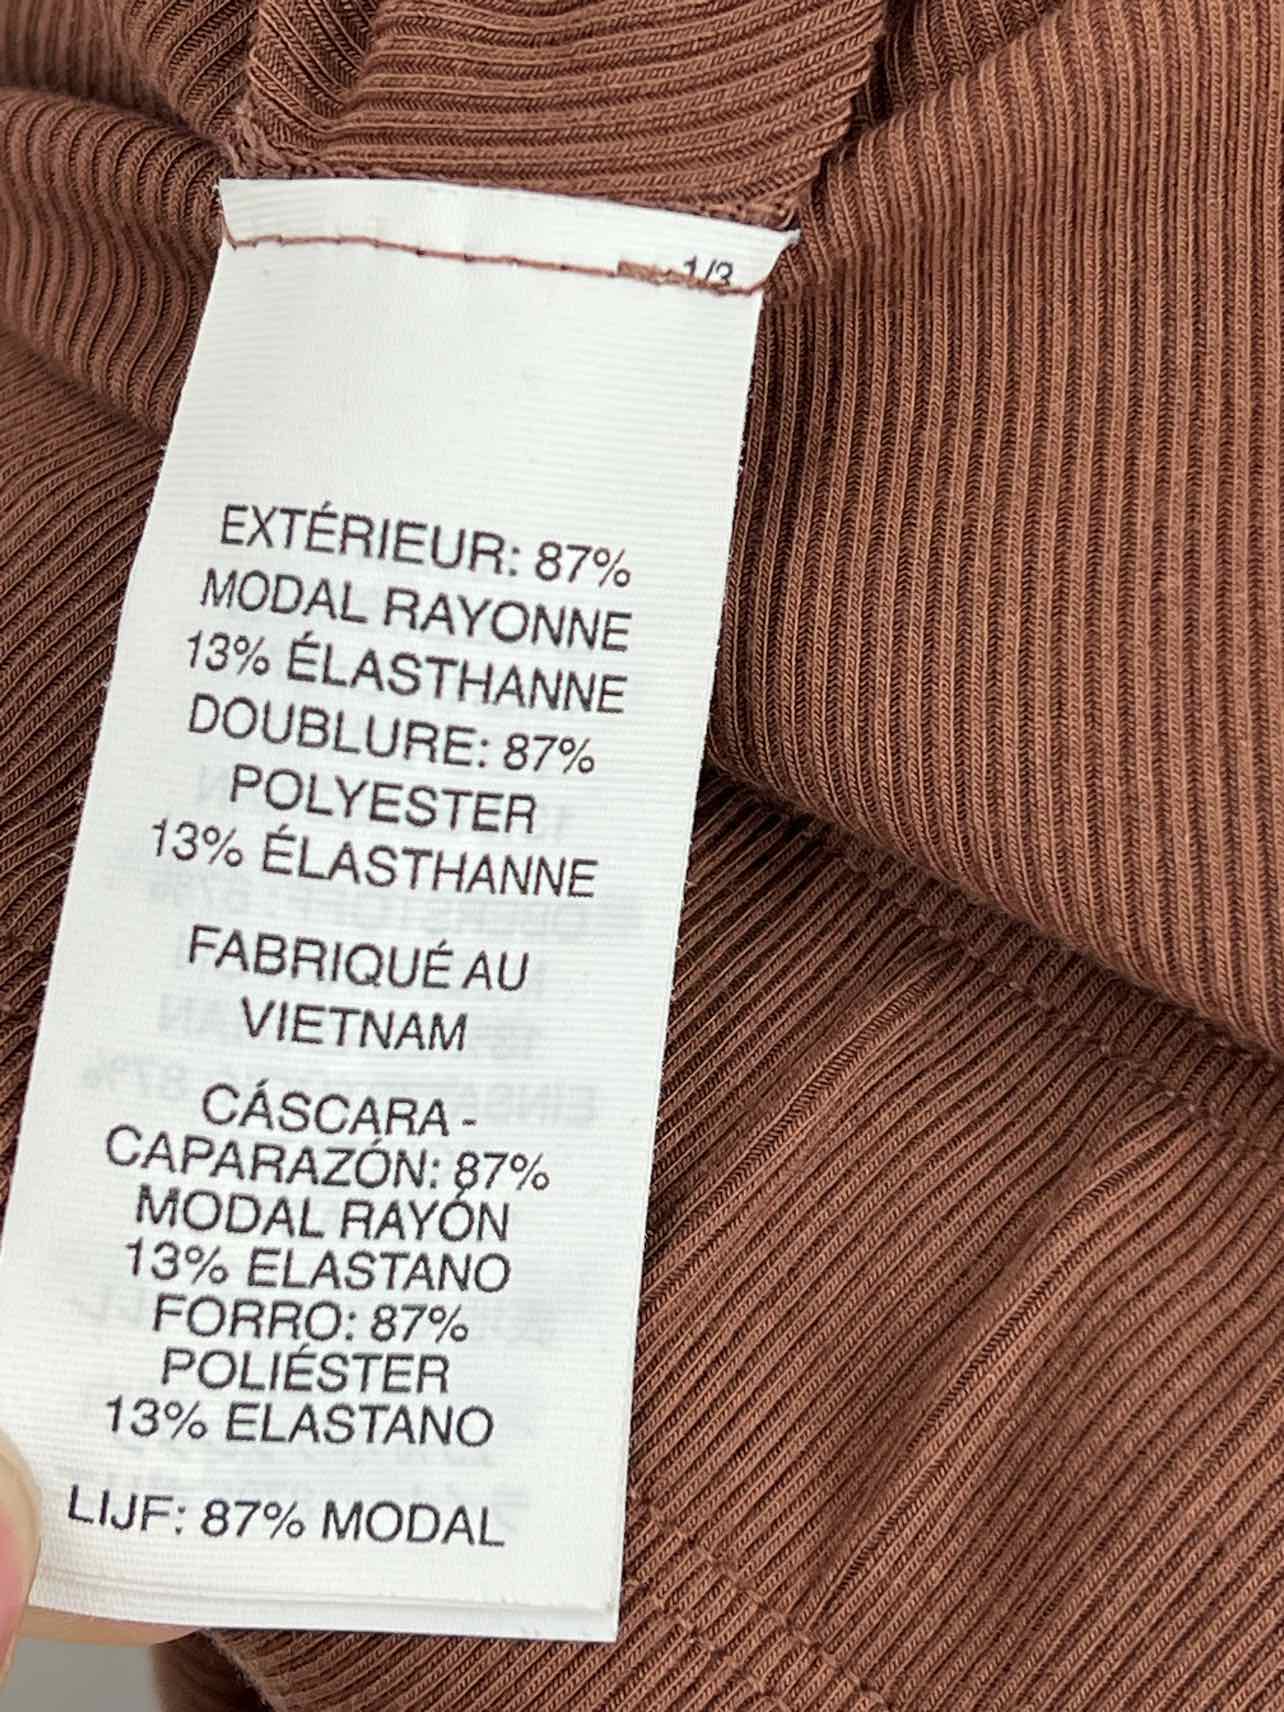 1/3
EXTÉRIEUR: 87%
MODAL RAYONNE
13% ÉLASTHANNE
DOUBLURE: 87%
POLYESTER
13% ÉLASTHANNE
FABRIQUÉ AU
VIETNAM
CÁSCARA -
CAPARAZÓN: 87%
MODAL RAYÓN
13% ELASTANO
FORRO: 87%
POLIÉSTER
13% ELASTANO
LIJF: 87% MODAL